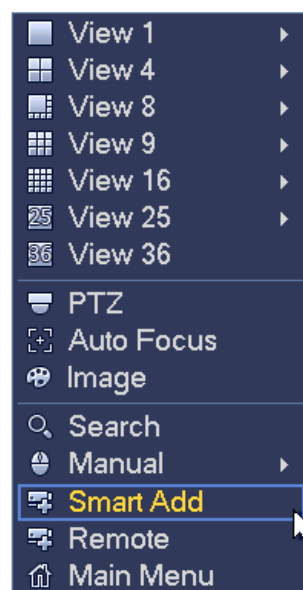 View 1
View 4
View 8
View 9
View 16
25 View 25
36 View 36
PTZ
Auto Focus
Image
Search
Manual
Smart Add
Remote
Main Menu